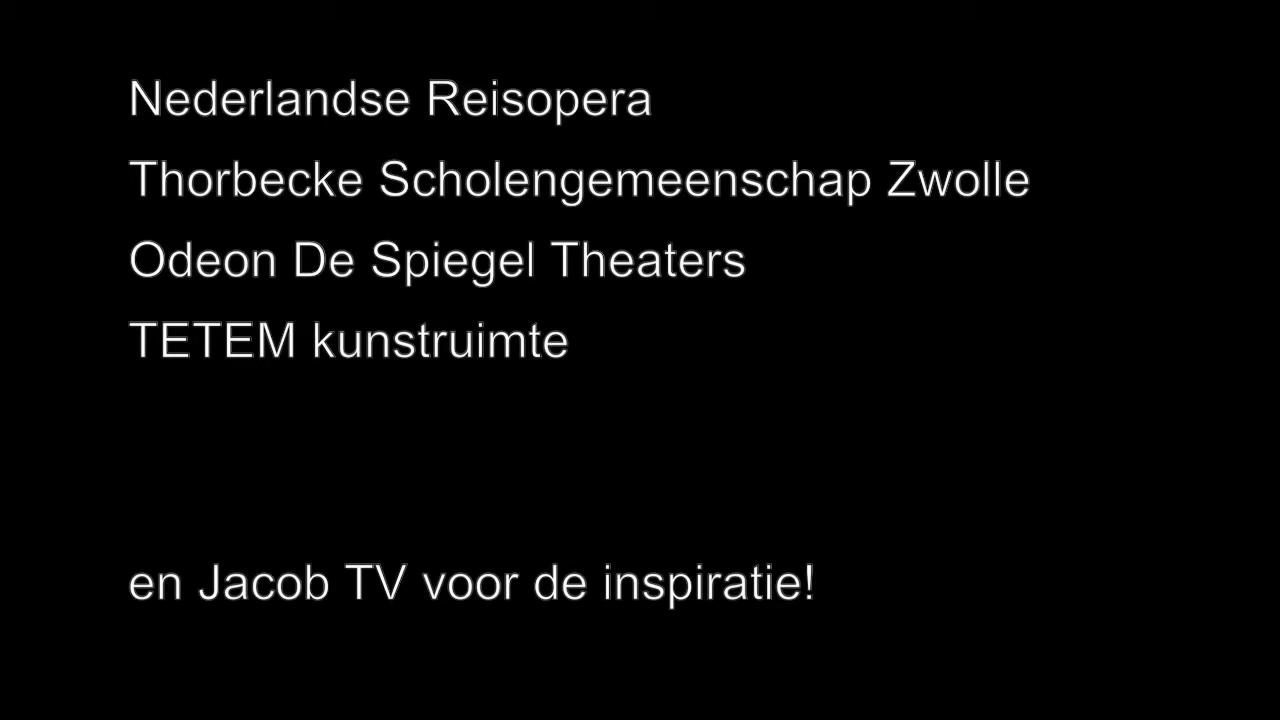 Nederlandse Reisopera
Thorbecke Scholengemeenschap Zwolle
Odeon De Spiegel Theaters
TETEM kunstruimte
en Jacob TV voor de inspiratie!